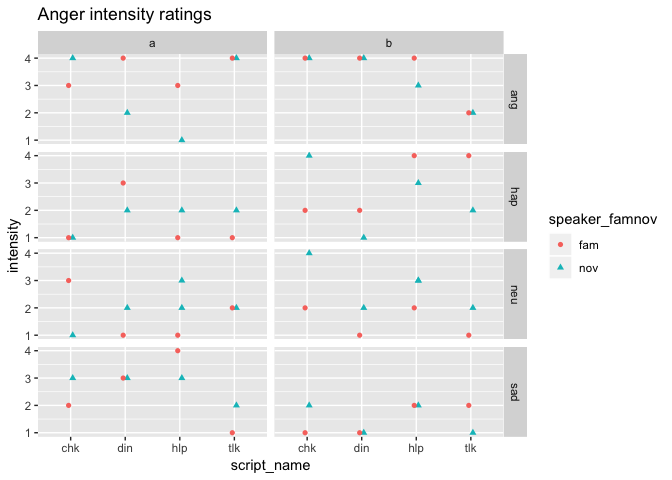 Anger intensity ratings
a b
4
3
2
1
ang
4
3
2
1
hap
intensity
4
3
2
1
neu
4
3
2
1
sad
chk din hlp tlk chk din hlp tlk
script_name
speaker_famnov
fam
nov